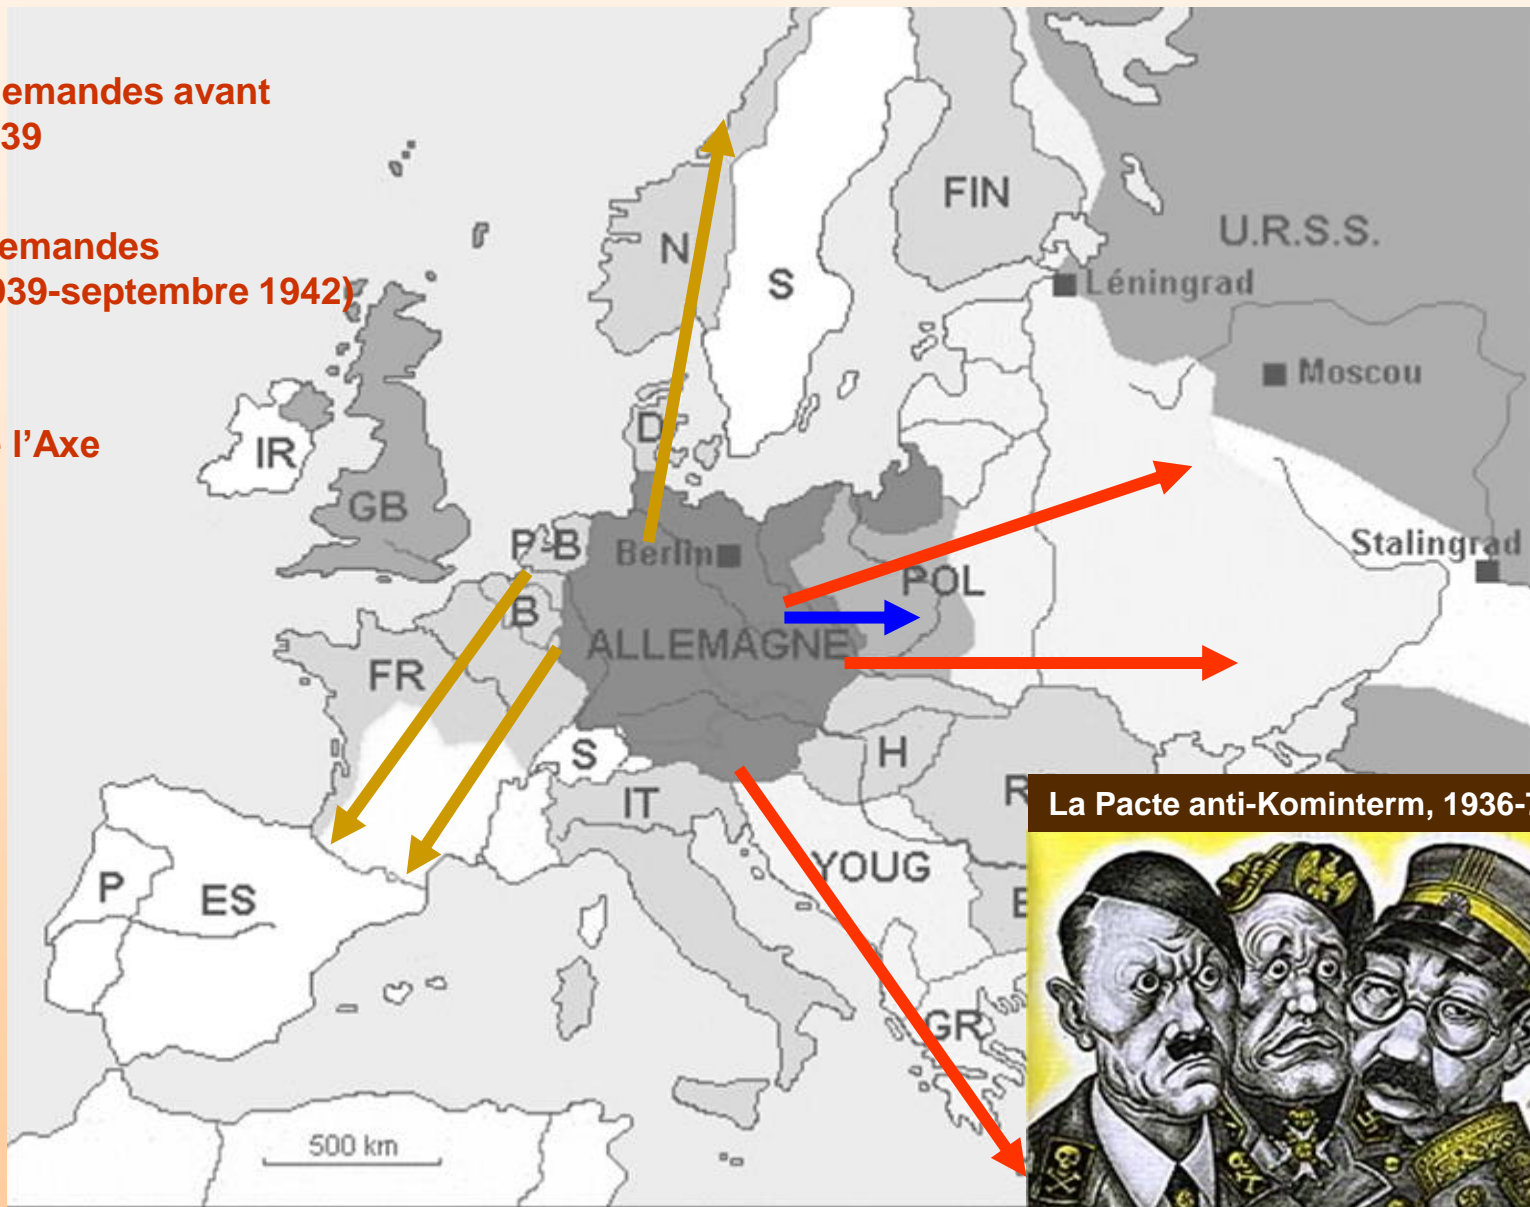 emandes avant
39
emandes
939-septembre 1942)
e l’Axe
FIN
U.R.S.S.
N
S
Léningrad
Moscou
D
IR
GB
P-B
Berlin
Stalingrad
POL
B
ALLEMAGNE
FR
S
H
IT
R
La Pacte anti-Kominterm, 1936-7
YOUG
P
ES
GR
500 km